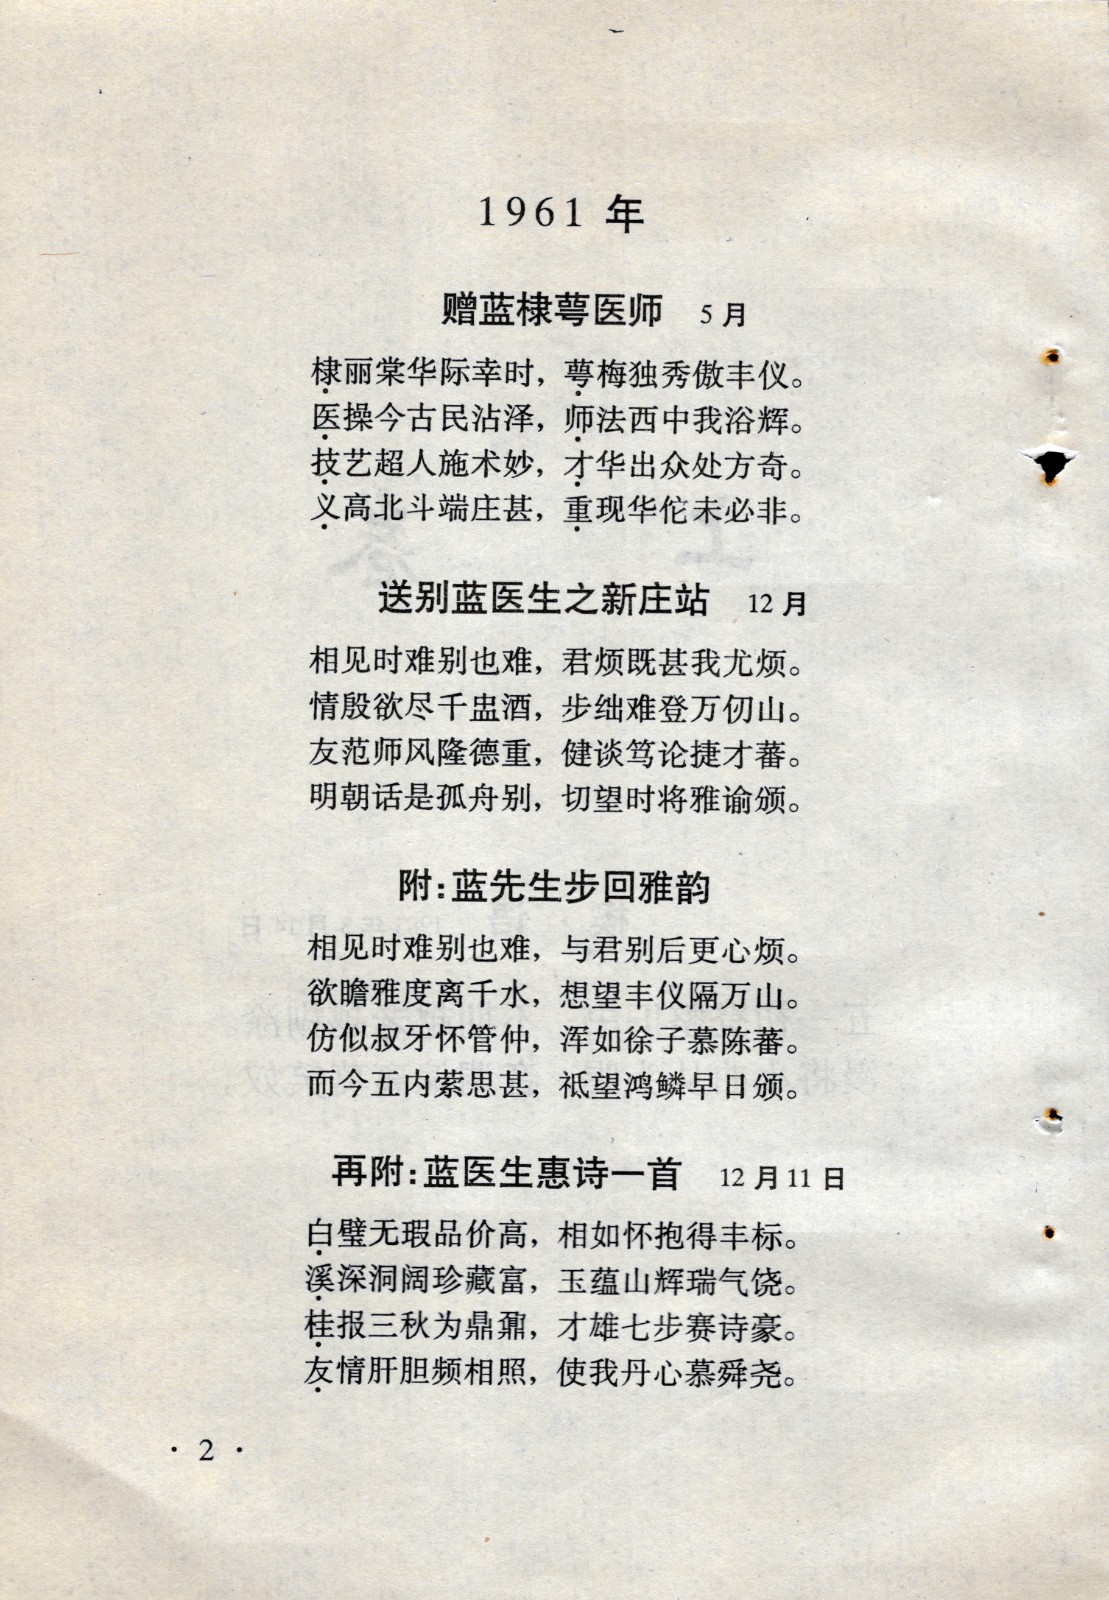 1961 年
赠蓝棣萼医师 5 月
棣丽棠华际幸时，萼梅独秀傲丰仪。
医操今古民沾泽，师法西中我浴辉。
技艺超人施术妙，才华出众处方奇。
义高北斗端庄甚，重现华佗未必非。
送别蓝医生之新庄站 12 月
相见时难别也难，君烦既甚我尤烦。
情殷欲尽千盅酒，步绌难登万仞山。
友范师风隆德重，健谈笃论捷才蕃。
明朝话是孤舟别，切望时将雅谕颁。
附：蓝先生步回雅韵
相见时难别也难，与君别后更心烦。
欲瞻雅度离千水，想望丰仪隔万山。
仿似叔牙怀管仲，浑如徐子慕陈蕃。
而今五内萦思甚，祗望鸿鳞早日颁。
再附：蓝医生惠诗一首 12 月 11 日
白璧无瑕品价高，相如怀抱得丰标。
溪深洞阔珍藏富，玉蕴山辉瑞气饶。
桂报三秋为鼎鼐，才雄七步赛诗豪。
友情肝胆频相照，使我丹心慕舜尧。
· 2 ·